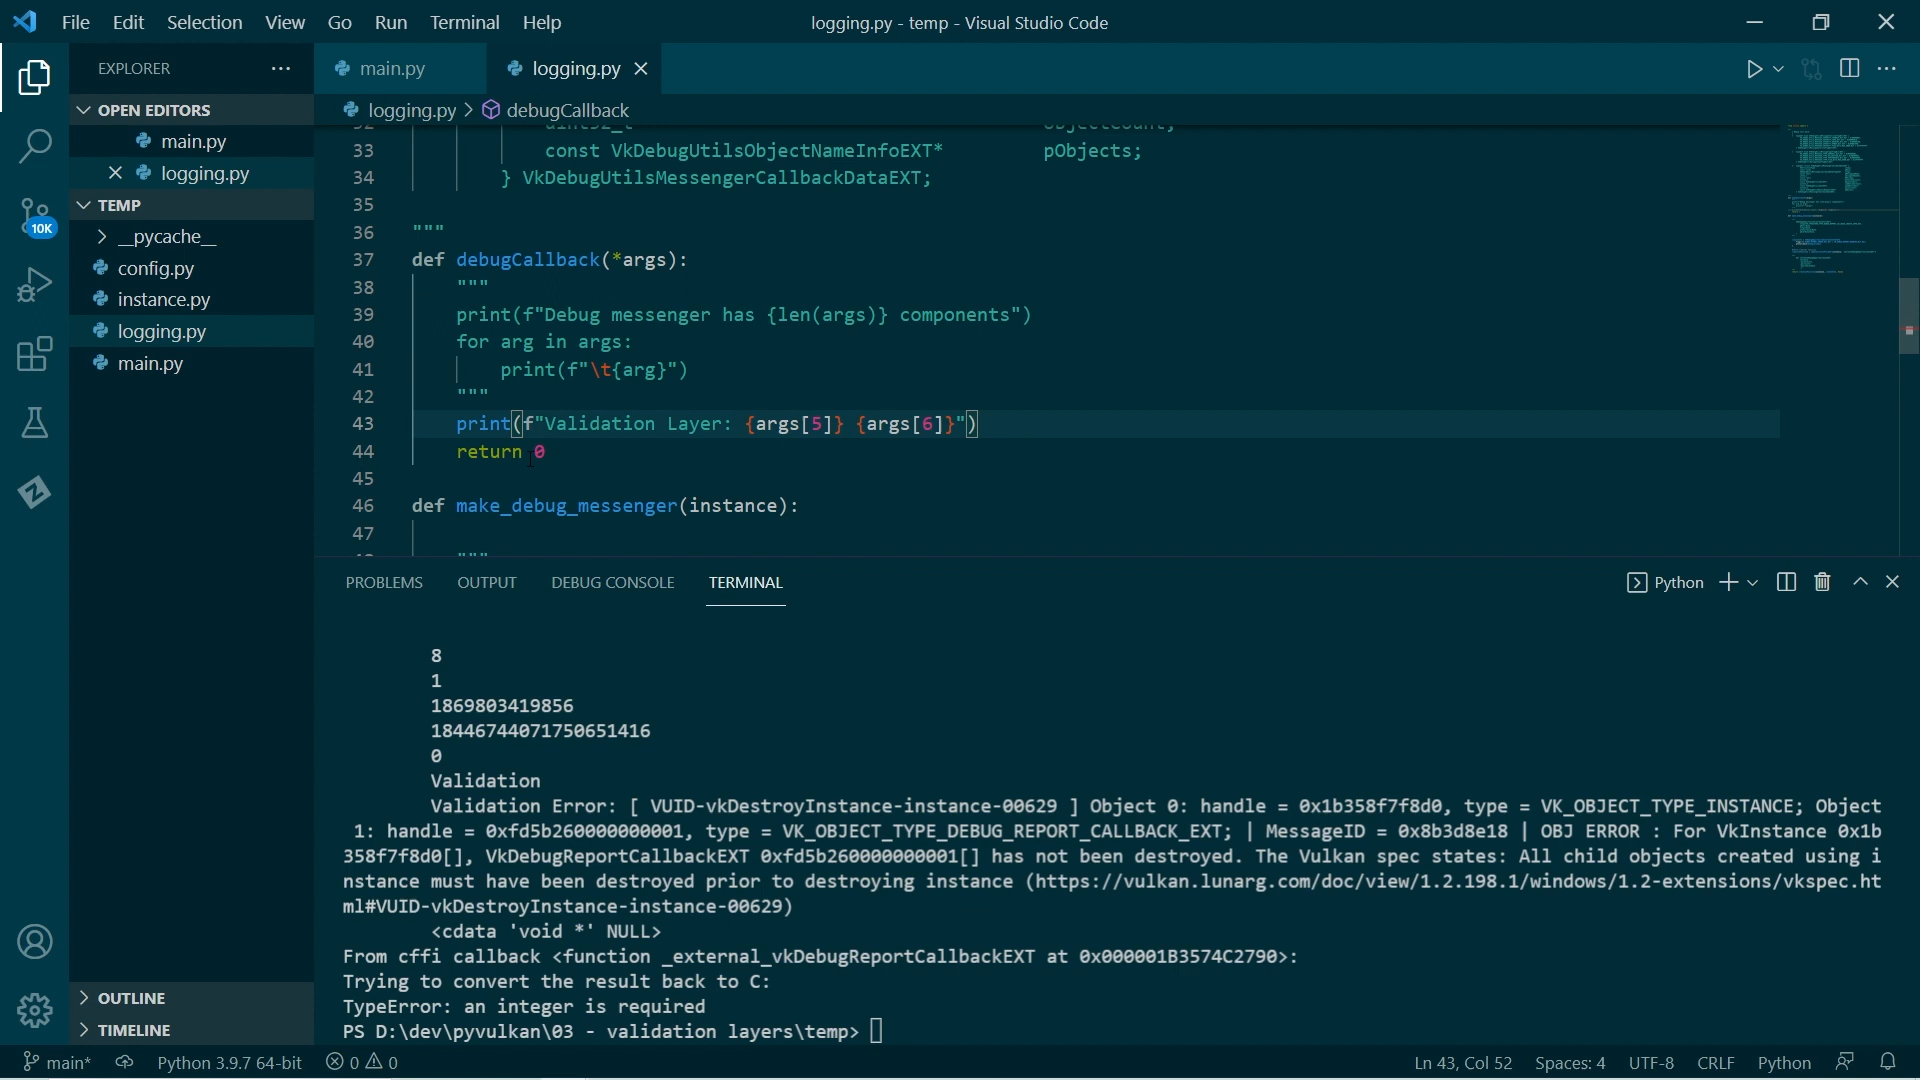 File Edit Selection View Go Run Terminal Help
logging.py - temp - Visual Studio Code
EXPLORER
main.py
logging.py
OPEN EDITORS
main.py
logging.py
TEMP
__pycache__
config.py
instance.py
logging.py
main.py
10K
OUTLINE
TIMELINE
logging.py > debugCallback
33 const VkDebugUtilsObjectNameInfoEXT* pObjects;
34 } VkDebugUtilsMessengerCallbackDataEXT;
35
36 """
37 def debugCallback(*args):
38 """
39 print(f"Debug messenger has {len(args)} components")
40 for arg in args:
41 print(f"\t{arg}")
42 """
43 print(f"Validation Layer: {args[5]} {args[6]}")
44 return 0
45
46 def make_debug_messenger(instance):
47
PROBLEMS OUTPUT DEBUG CONSOLE TERMINAL
Python
8
1
1869803419856
18446744071750651416
0
Validation
Validation Error: [ VUID-vkDestroyInstance-instance-00629 ] Object 0: handle = 0x1b358f7f8d0, type = VK_OBJECT_TYPE_INSTANCE; Object
1: handle = 0xfd5b260000000001, type = VK_OBJECT_TYPE_DEBUG_REPORT_CALLBACK_EXT; | MessageID = 0x8b3d8e18 | OBJ ERROR : For VkInstance 0x1b
358f7f8d0[], VkDebugReportCallbackEXT 0xfd5b260000000001[] has not been destroyed. The Vulkan spec states: All child objects created using i
nstance must have been destroyed prior to destroying instance (https://vulkan.lunarg.com/doc/view/1.2.198.1/windows/1.2-extensions/vkspec.ht
ml#VUID-vkDestroyInstance-instance-00629)
<cdata 'void *' NULL>
From cffi callback <function _external_vkDebugReportCallbackEXT at 0x000001B3574C2790>:
Trying to convert the result back to C:
TypeError: an integer is required
PS D:\dev\pyvulkan\03 - validation layers\temp>
main* Python 3.9.7 64-bit 0 0
Ln 43, Col 52 Spaces: 4 UTF-8 CRLF Python